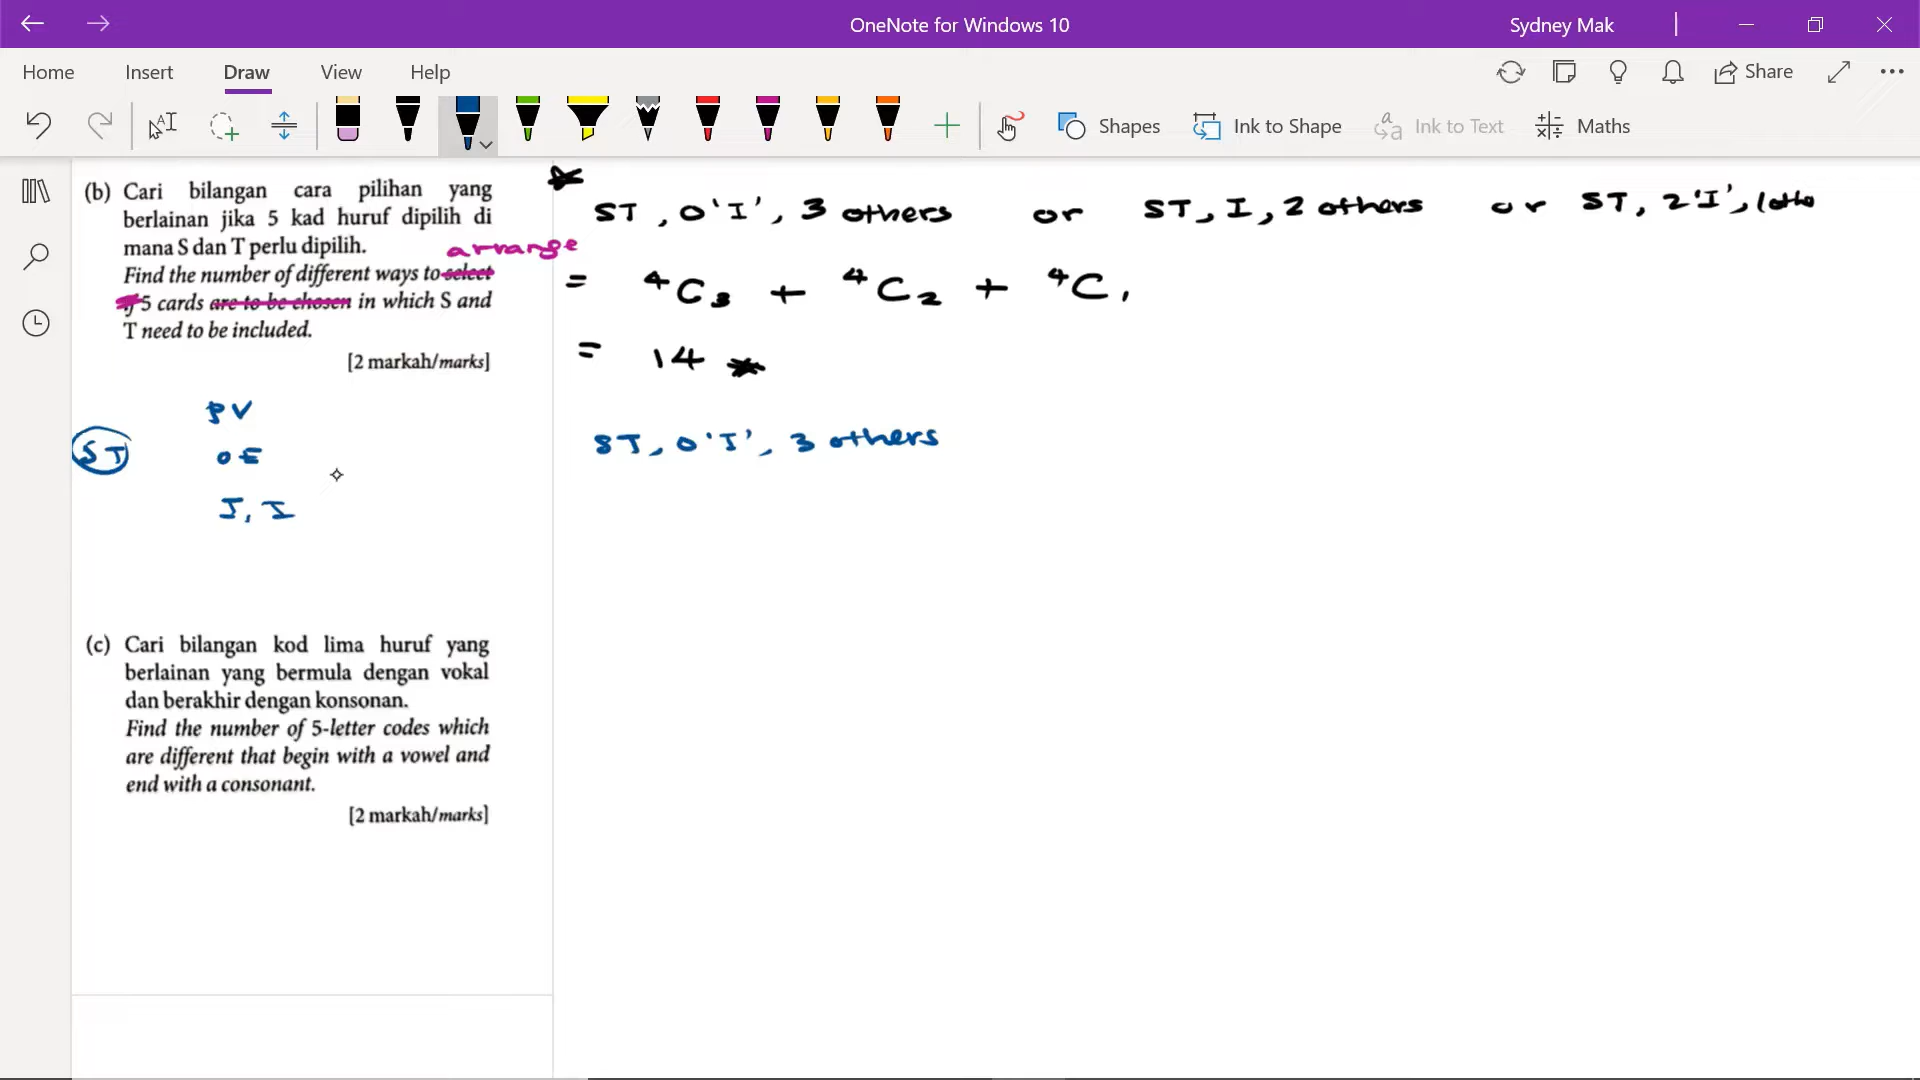 OneNote for Windows 10
Sydney Mak
Home Insert Draw View Help
Share
Shapes Ink to Shape Ink to Text Maths
(b) Cari bilangan cara pilihan yang
berlainan jika 5 kad huruf dipilih di
mana S dan T perlu dipilih.
arrange
Find the number of different ways to select
if 5 cards are to be chosen in which S and
T need to be included.
[2 markah/marks]
ST, 0'I', 3 others or ST, I, 2 others or ST, 2'I', 1 othe
= ⁴C₃ + ⁴C₂ + ⁴C₁
= 14
P V
ST O E
I, I
ST, 0'I', 3 others
(c) Cari bilangan kod lima huruf yang
berlainan yang bermula dengan vokal
dan berakhir dengan konsonan.
Find the number of 5-letter codes which
are different that begin with a vowel and
end with a consonant.
[2 markah/marks]